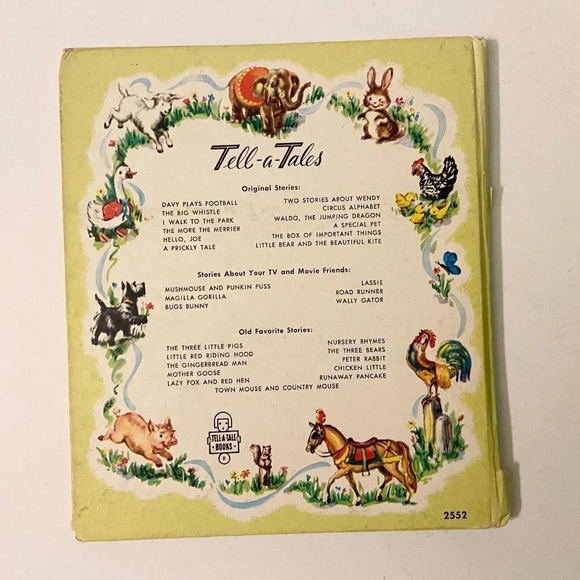 Tell-a-Tales
Original Stories:
DAVY PLAYS FOOTBALL
THE BIG WHISTLE
I WALK TO THE PARK
THE MORE THE MERRIER
HELLO, JOE
A PRICKLY TALE
TWO STORIES ABOUT WENDY
CIRCUS ALPHABET
WALDO, THE JUMPING DRAGON
A SPECIAL PET
THE BOX OF IMPORTANT THINGS
LITTLE BEAR AND THE BEAUTIFUL KITE
Stories About Your TV and Movie Friends:
MUSHMOUSE AND PUNKIN PUSS
MAGILLA GORILLA
BUGS BUNNY
LASSIE
ROAD RUNNER
WALLY GATOR
Old Favorite Stories:
THE THREE LITTLE PIGS
LITTLE RED RIDING HOOD
THE GINGERBREAD MAN
MOTHER GOOSE
LAZY FOX AND RED HEN
NURSERY RHYMES
THE THREE BEARS
PETER RABBIT
CHICKEN LITTLE
RUNAWAY PANCAKE
TOWN MOUSE AND COUNTRY MOUSE
TELL-A-TALE
BOOKS
®
2552